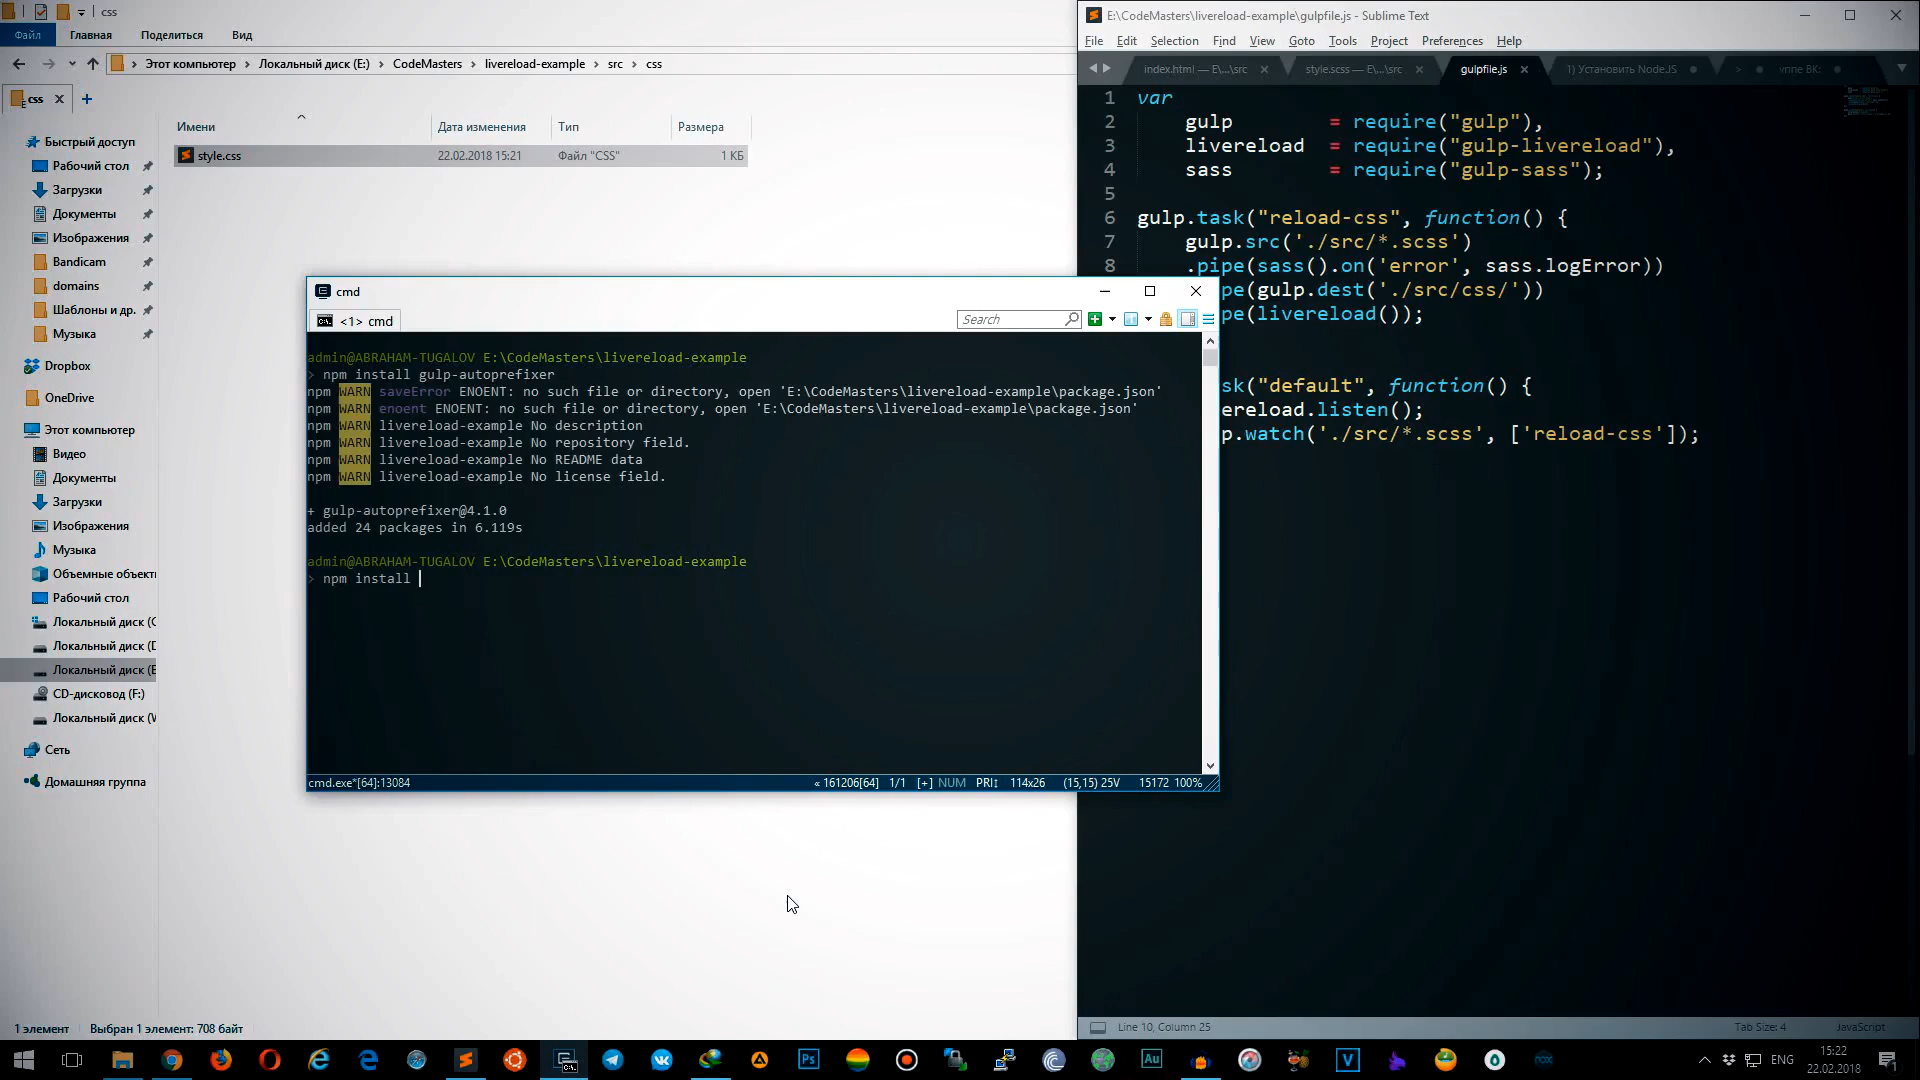 css
Файл Главная Поделиться Вид
Этот компьютер > Локальный диск (E:) > CodeMasters > livereload-example > src > css
css
Имени Дата изменения Тип Размера
style.css 22.02.2018 15:21 Файл "CSS" 1 КБ
Быстрый доступ
Рабочий стол
Загрузки
Документы
Изображения
Bandicam
domains
Шаблоны и др.
Музыка
Dropbox
OneDrive
Этот компьютер
Видео
Документы
Загрузки
Изображения
Музыка
Объемные объекты
Рабочий стол
Локальный диск (C
Локальный диск (D
Локальный диск (E
CD-дисковод (F:)
Локальный диск (V
Сеть
Домашняя группа
1 элемент Выбран 1 элемент: 708 байт
cmd
<1> cmd
Search
admin@ABRAHAM-TUGALOV E:\CodeMasters\livereload-example
> npm install gulp-autoprefixer
npm WARN saveError ENOENT: no such file or directory, open 'E:\CodeMasters\livereload-example\package.json'
npm WARN enoent ENOENT: no such file or directory, open 'E:\CodeMasters\livereload-example\package.json'
npm WARN livereload-example No description
npm WARN livereload-example No repository field.
npm WARN livereload-example No README data
npm WARN livereload-example No license field.
+ gulp-autoprefixer@4.1.0
added 24 packages in 6.119s
admin@ABRAHAM-TUGALOV E:\CodeMasters\livereload-example
> npm install
cmd.exe*[64]:13084 « 161206[64] 1/1 [+] NUM PRI↕ 114x26 (15,15) 25V 15172 100%
E:\CodeMasters\livereload-example\gulpfile.js - Sublime Text
File Edit Selection Find View Goto Tools Project Preferences Help
index.html — E\...\src style.scss — E\...\src gulpfile.js 1) Установить NodeJS > vnne BK:
1 var
2 gulp = require("gulp"),
3 livereload = require("gulp-livereload"),
4 sass = require("gulp-sass");
5
6 gulp.task("reload-css", function() {
7 gulp.src('./src/*.scss')
8 .pipe(sass().on('error', sass.logError))
pe(gulp.dest('./src/css/'))
pe(livereload());
sk("default", function() {
ereload.listen();
p.watch('./src/*.scss', ['reload-css']);
Line 10, Column 25 Tab Size: 4 JavaScript
Ps Au V
ENG 15:22
22.02.2018